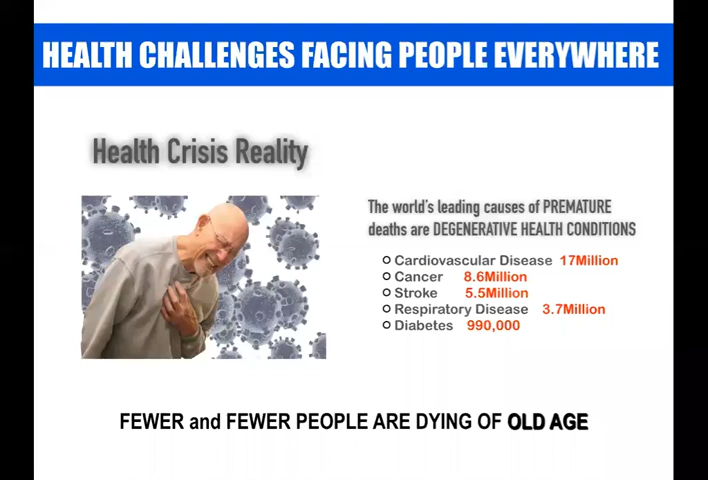 HEALTH CHALLENGES FACING PEOPLE EVERYWHERE
Health Crisis Reality
The world's leading causes of PREMATURE
deaths are DEGENERATIVE HEALTH CONDITIONS
Cardiovascular Disease 17Million
Cancer 8.6Million
Stroke 5.5Million
Respiratory Disease 3.7Million
Diabetes 990,000
FEWER and FEWER PEOPLE ARE DYING OF OLD AGE